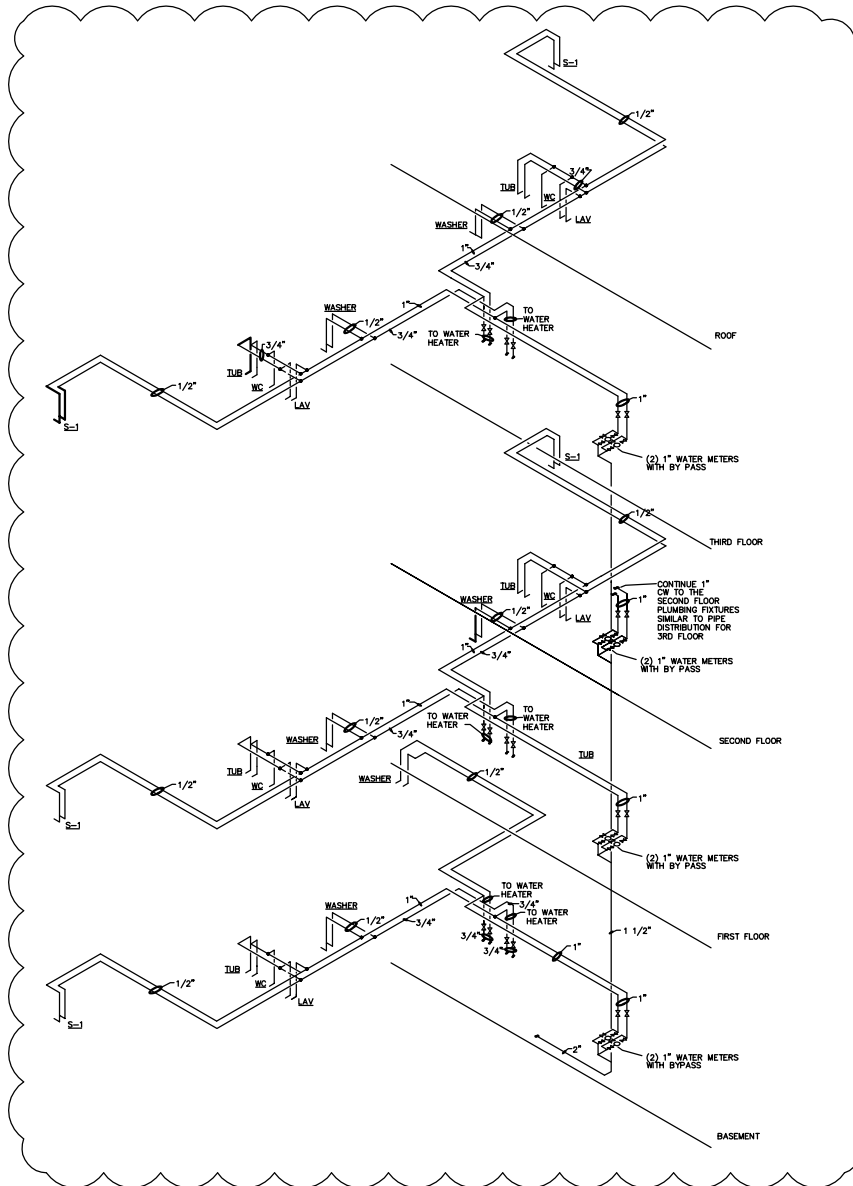 S-1
1/2"
3/4"
TUB
WC
LAV
1/2"
WASHER
1"
3/4"
WASHER
1"
1/2"
3/4"
TO
WATER
HEATER
TO WATER
HEATER
ROOF
3/4"
TUB
WC
LAV
1/2"
S-1
1"
(2) 1" WATER METERS
WITH BY PASS
S-1
1/2"
THIRD FLOOR
TUB
WC
LAV
WASHER
1/2"
CONTINUE 1"
CW TO THE
SECOND FLOOR
PLUMBING FIXTURES
SIMILAR TO PIPE
DISTRIBUTION FOR
3RD FLOOR
1"
(2) 1" WATER METERS
WITH BY PASS
1"
3/4"
1"
1/2"
3/4"
WASHER
TO
WATER
HEATER
TO WATER
HEATER
SECOND FLOOR
TUB
TUB
WC
LAV
1/2"
S-1
WASHER
1/2"
1"
(2) 1" WATER METERS
WITH BY PASS
WASHER
1"
1/2"
3/4"
TO WATER
HEATER
3/4"
TO WATER
HEATER
3/4"
3/4"
1"
1 1/2"
FIRST FLOOR
TUB
WC
LAV
1/2"
S-1
1"
2"
(2) 1" WATER METERS
WITH BYPASS
BASEMENT